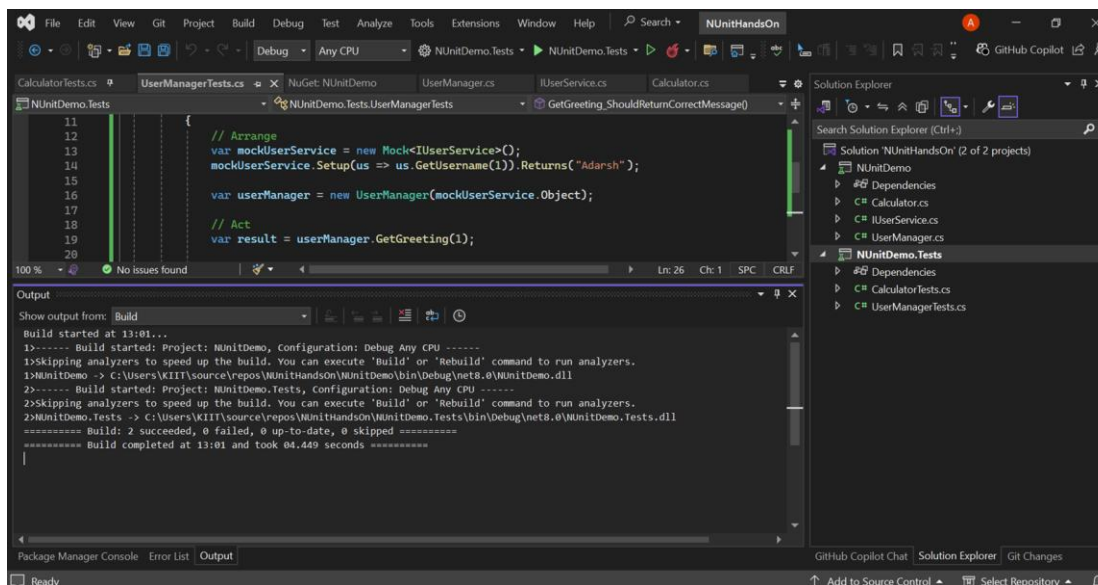 File Edit View Git Project Build Debug Test Analyze Tools Extensions Window Help Search NUnitHandsOn A
Debug Any CPU NUnitDemo.Tests NUnitDemo.Tests GitHub Copilot
CalculatorTests.cs UserManagerTests.cs NuGet: NUnitDemo UserManager.cs IUserService.cs Calculator.cs
NUnitDemo.Tests NUnitDemo.Tests.UserManagerTests GetGreeting_ShouldReturnCorrectMessage()
11 {
12 // Arrange
13 var mockUserService = new Mock<IUserService>();
14 mockUserService.Setup(us => us.GetUsername(1)).Returns("Adarsh");
15
16 var userManager = new UserManager(mockUserService.Object);
17
18 // Act
19 var result = userManager.GetGreeting(1);
20
100 % No issues found Ln: 26 Ch: 1 SPC CRLF
Output
Show output from: Build
Build started at 13:01...
1>------ Build started: Project: NUnitDemo, Configuration: Debug Any CPU ------
1>Skipping analyzers to speed up the build. You can execute 'Build' or 'Rebuild' command to run analyzers.
1>NUnitDemo -> C:\Users\KIIT\source\repos\NUnitHandsOn\NUnitDemo\bin\Debug\net8.0\NUnitDemo.dll
2>------ Build started: Project: NUnitDemo.Tests, Configuration: Debug Any CPU ------
2>Skipping analyzers to speed up the build. You can execute 'Build' or 'Rebuild' command to run analyzers.
2>NUnitDemo.Tests -> C:\Users\KIIT\source\repos\NUnitHandsOn\NUnitDemo.Tests\bin\Debug\net8.0\NUnitDemo.Tests.dll
========== Build: 2 succeeded, 0 failed, 0 up-to-date, 0 skipped ==========
========== Build completed at 13:01 and took 04.449 seconds ==========
Package Manager Console Error List Output
Solution Explorer
Search Solution Explorer (Ctrl+;)
Solution 'NUnitHandsOn' (2 of 2 projects)
NUnitDemo
Dependencies
C# Calculator.cs
C# IUserService.cs
C# UserManager.cs
NUnitDemo.Tests
Dependencies
C# CalculatorTests.cs
C# UserManagerTests.cs
GitHub Copilot Chat Solution Explorer Git Changes
Ready Add to Source Control Select Repository